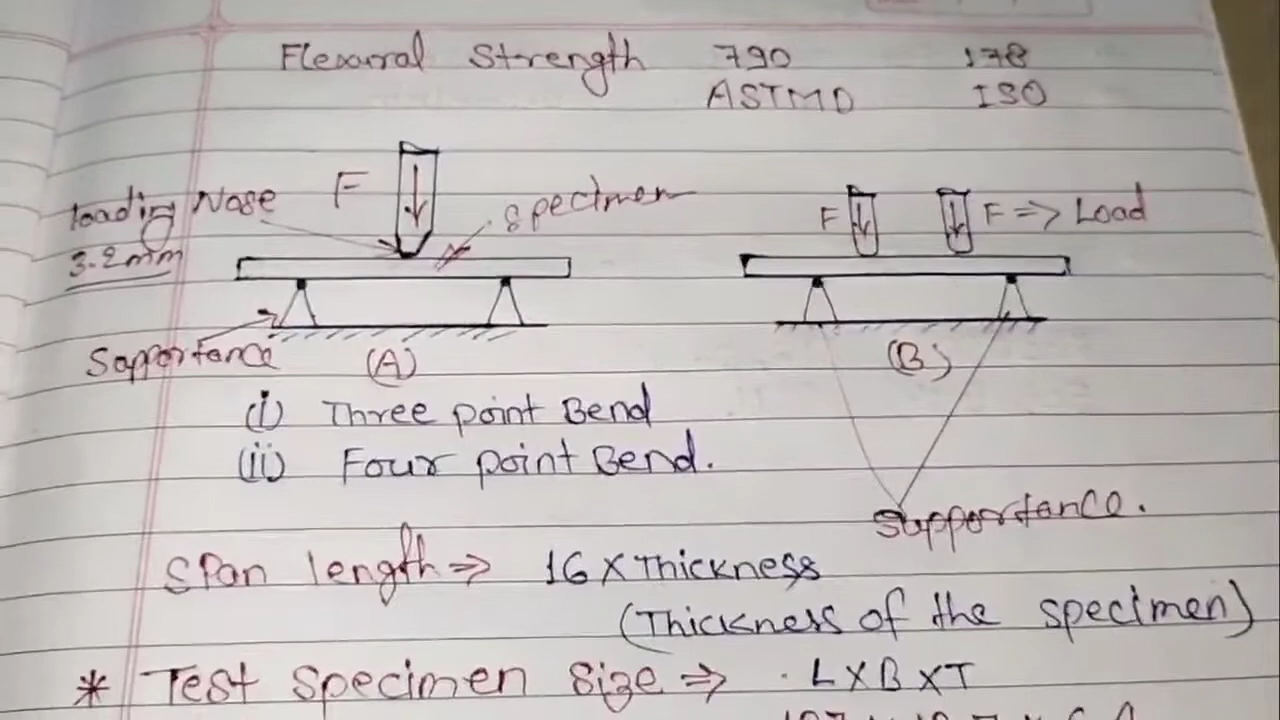 Flexural Strength 790 178
ASTMD ISO
loading Nose F specimen
3.2mm
F F => Load
Supportance
(A) (B)
(i) Three point Bend
(ii) Four point Bend.
Supportance.
Span length => 16 X Thickness
(Thickness of the specimen)
* Test specimen size => . L X B X T